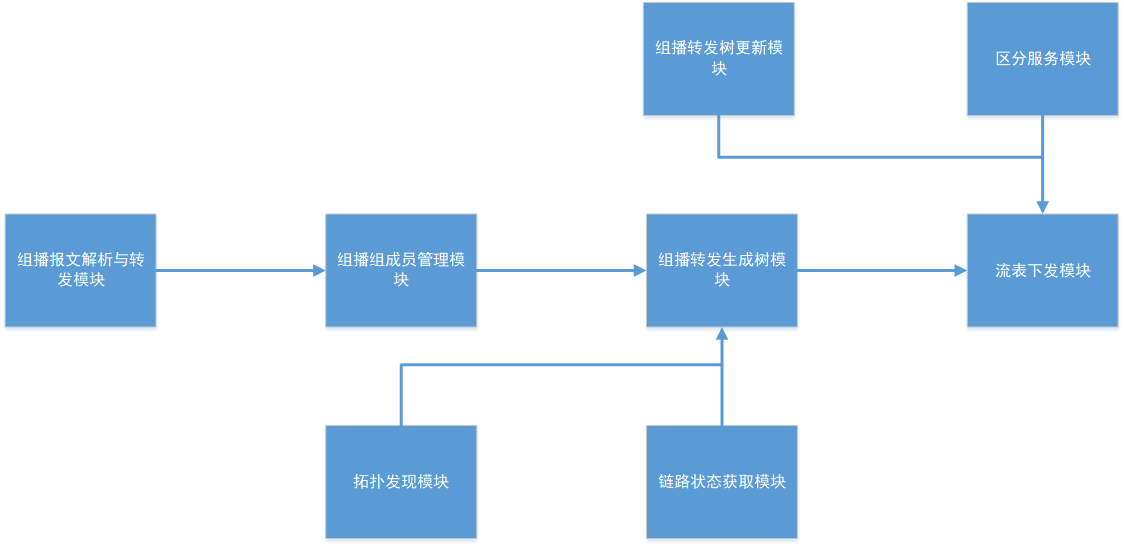 组播转发树更新模
块
区分服务模块
组播报文解析与转
发模块
组播组成员管理模
块
组播转发生成树模
块
流表下发模块
拓扑发现模块
链路状态获取模块